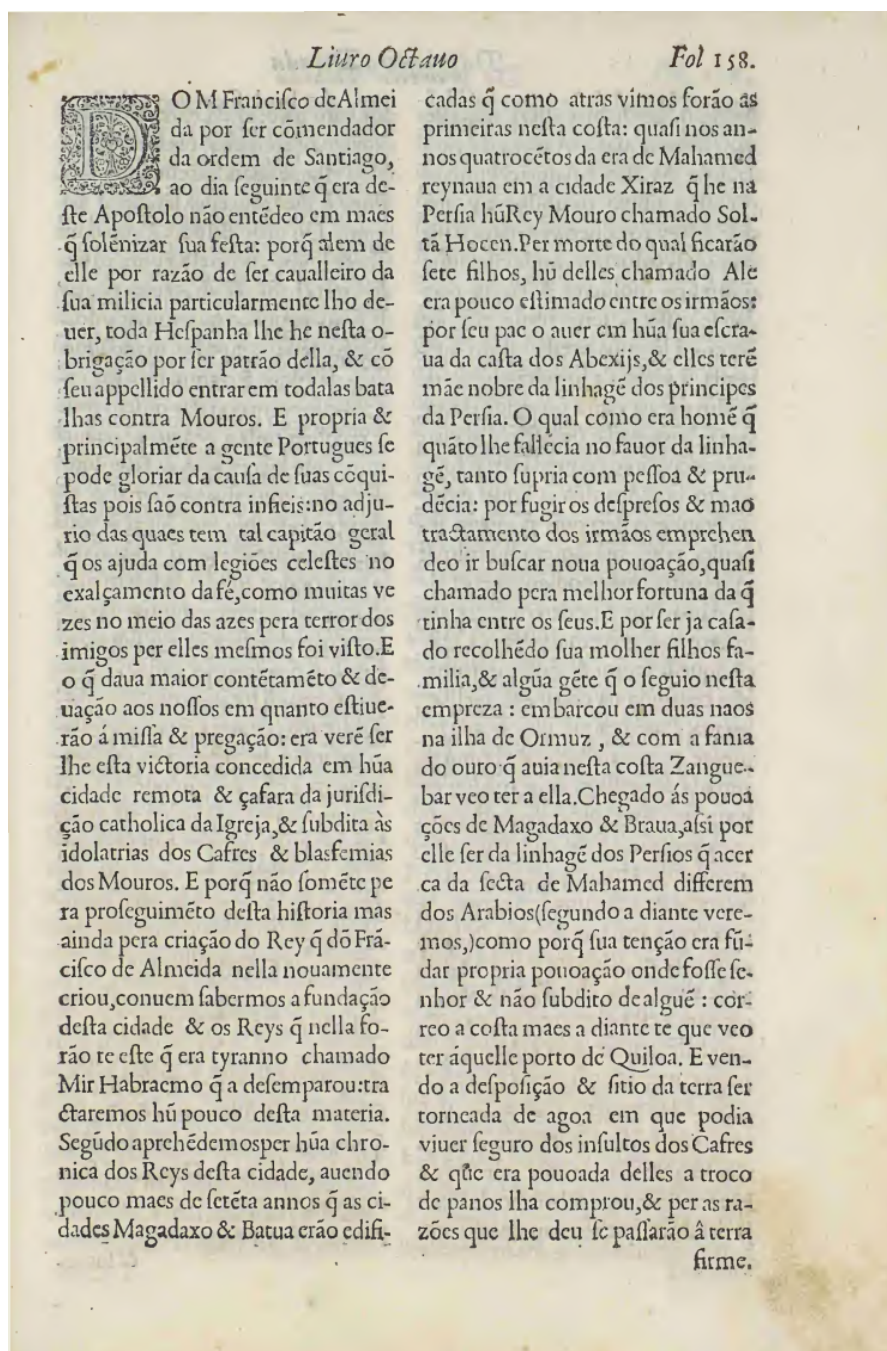 Liuro Octauo Fol 158.
DOM Franciſco de Almei
da por ſer cõmendador
da ordem de Santiago,
ao dia ſeguinte q̃ era de-
ſte Apoſtolo não entẽdeo em maes
q̃ ſolẽnizar ſua feſta: porq̃ alem de
elle por razão de ſer caualleiro da
ſua milicia particularmente lho de-
uer, toda Heſpanha lhe he neſta o-
brigação por ſer patrão della, & cõ
ſeu appellido entrarem todalas bata
lhas contra Mouros. E propria &
principalmẽte a gente Portugues ſe
pode gloriar da cauſa de ſuas cõqui-
ſtas pois ſaõ contra infieis:no adju-
rio das quaes tem tal capitão geral
q̃ os ajuda com legiões celeſtes no
exalçamento da fé,como muitas ve
zes no meio das azes pera terror dos
imigos per elles meſmos foi viſto.E
o q̃ daua maior contẽtamẽto & de-
uação aos noſſos em quanto eſtiue-
rão á miſſa & pregação: era verẽ ſer
lhe eſta victoria concedida em hũa
cidade remota & çafara da juriſdi-
ção catholica da Igreja,& ſubdita às
idolatrias dos Cafres & blasfemias
dos Mouros. E porq̃ não ſomẽte pe
ra proſeguimẽto deſta hiſtoria mas
ainda pera criação do Rey q̃ dõ Frã-
ciſco de Almeida nella nouamente
criou,conuem ſabermos a fundação
deſta cidade & os Reys q̃ nella fo-
rão te eſte q̃ era tyranno chamado
Mir Habraemo q̃ a deſemparou:tra
ctaremos hũ pouco deſta materia.
Segũdo aprehẽdemosper hũa chro-
nica dos Reys deſta cidade, auendo
pouco maes de ſetẽta annos q̃ as ci-
dades Magadaxo & Batua erão edifi-
cadas q̃ como atras vimos forão as
primeiras neſta coſta: quaſi nos an-
nos quatrocẽtos da era de Mahamed
reynaua em a cidade Xiraz q̃ he na
Perſia hũ Rey Mouro chamado Sol-
tã Hocen.Per morte do qual ficarão
ſete filhos, hũ delles chamado Ale
era pouco eſtimado entre os irmãos:
por ſeu pae o auer em hũa ſua eſcra-
ua da caſta dos Abexijs,& elles terẽ
mãe nobre da linhagẽ dos principes
da Perſia. O qual como era homẽ q̃
quãto lhe fallecia no fauor da linha-
gẽ, tanto ſupria com peſſoa & pru-
dẽcia: por fugir os deſpreſos & mao
tractamento dos irmãos emprehen
deo ir buſcar noua pouoação,quaſi
chamado pera melhor fortuna da q̃
tinha entre os ſeus.E por ſer ja caſa-
do recolhẽdo ſua molher filhos fa-
milia,& algũa gẽte q̃ o ſeguio neſta
empreza : embarcou em duas naos
na ilha de Ormuz , & com a fama
do ouro q̃ auia neſta coſta Zangue-
bar veo ter a ella.Chegado ás pouoa
ções de Magadaxo & Braua,aſsi por
elle ſer da linhagẽ dos Perſios q̃ acer
ca da ſecta de Mahamed differem
dos Arabios(ſegundo a diante vere-
mos,)como porq̃ ſua tenção era fũ-
dar propria pouoação onde foſſe ſe-
nhor & não ſubdito de alguẽ : cor-
reo a coſta maes a diante te que veo
ter áquelle porto de Quiloa. E ven-
do a deſpoſição & ſitio da terra ſer
torneada de agoa em que podia
viuer ſeguro dos inſultos dos Cafres
& que era pouoada delles a troco
de panos lha comprou,& per as ra-
zões que lhe deu ſe paſſarão â terra
firme.